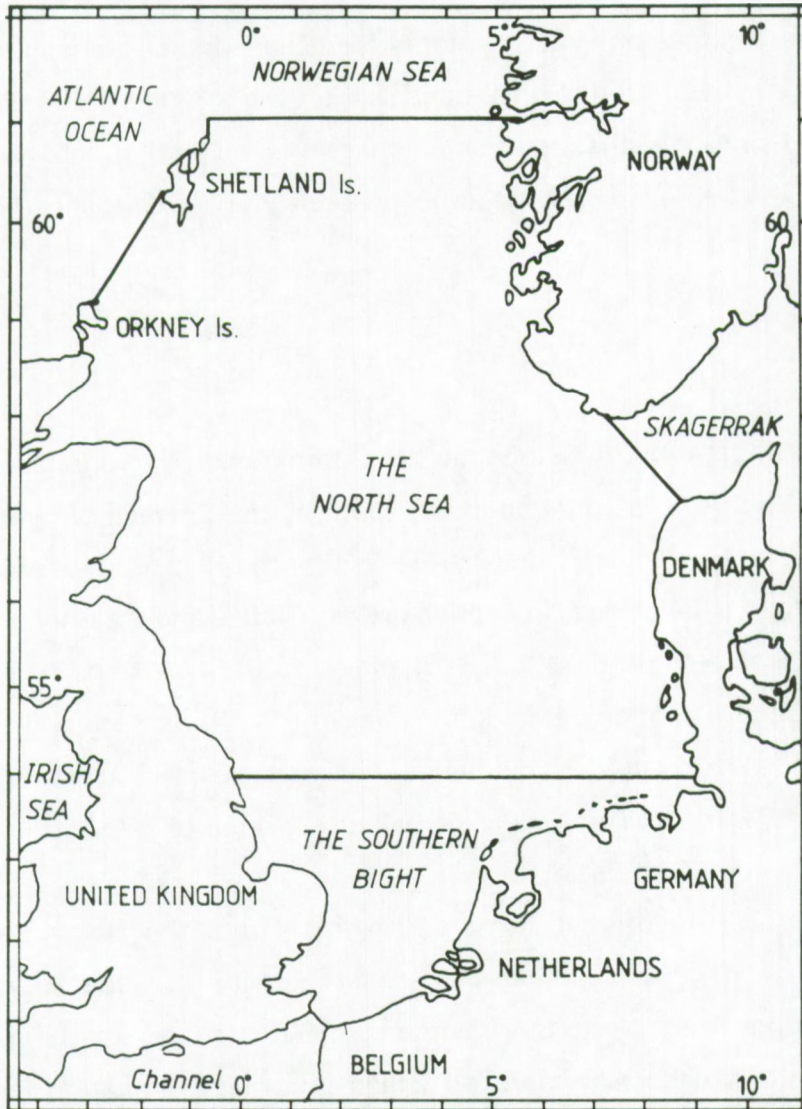 0° 5° 10°
NORWEGIAN SEA
ATLANTIC
OCEAN
NORWAY
SHETLAND Is.
60° 60
ORKNEY Is.
SKAGERRAK
THE
NORTH SEA
DENMARK
55°
IRISH
SEA
THE SOUTHERN
BIGHT
UNITED KINGDOM
GERMANY
NETHERLANDS
BELGIUM
Channel 0° 5° 10°